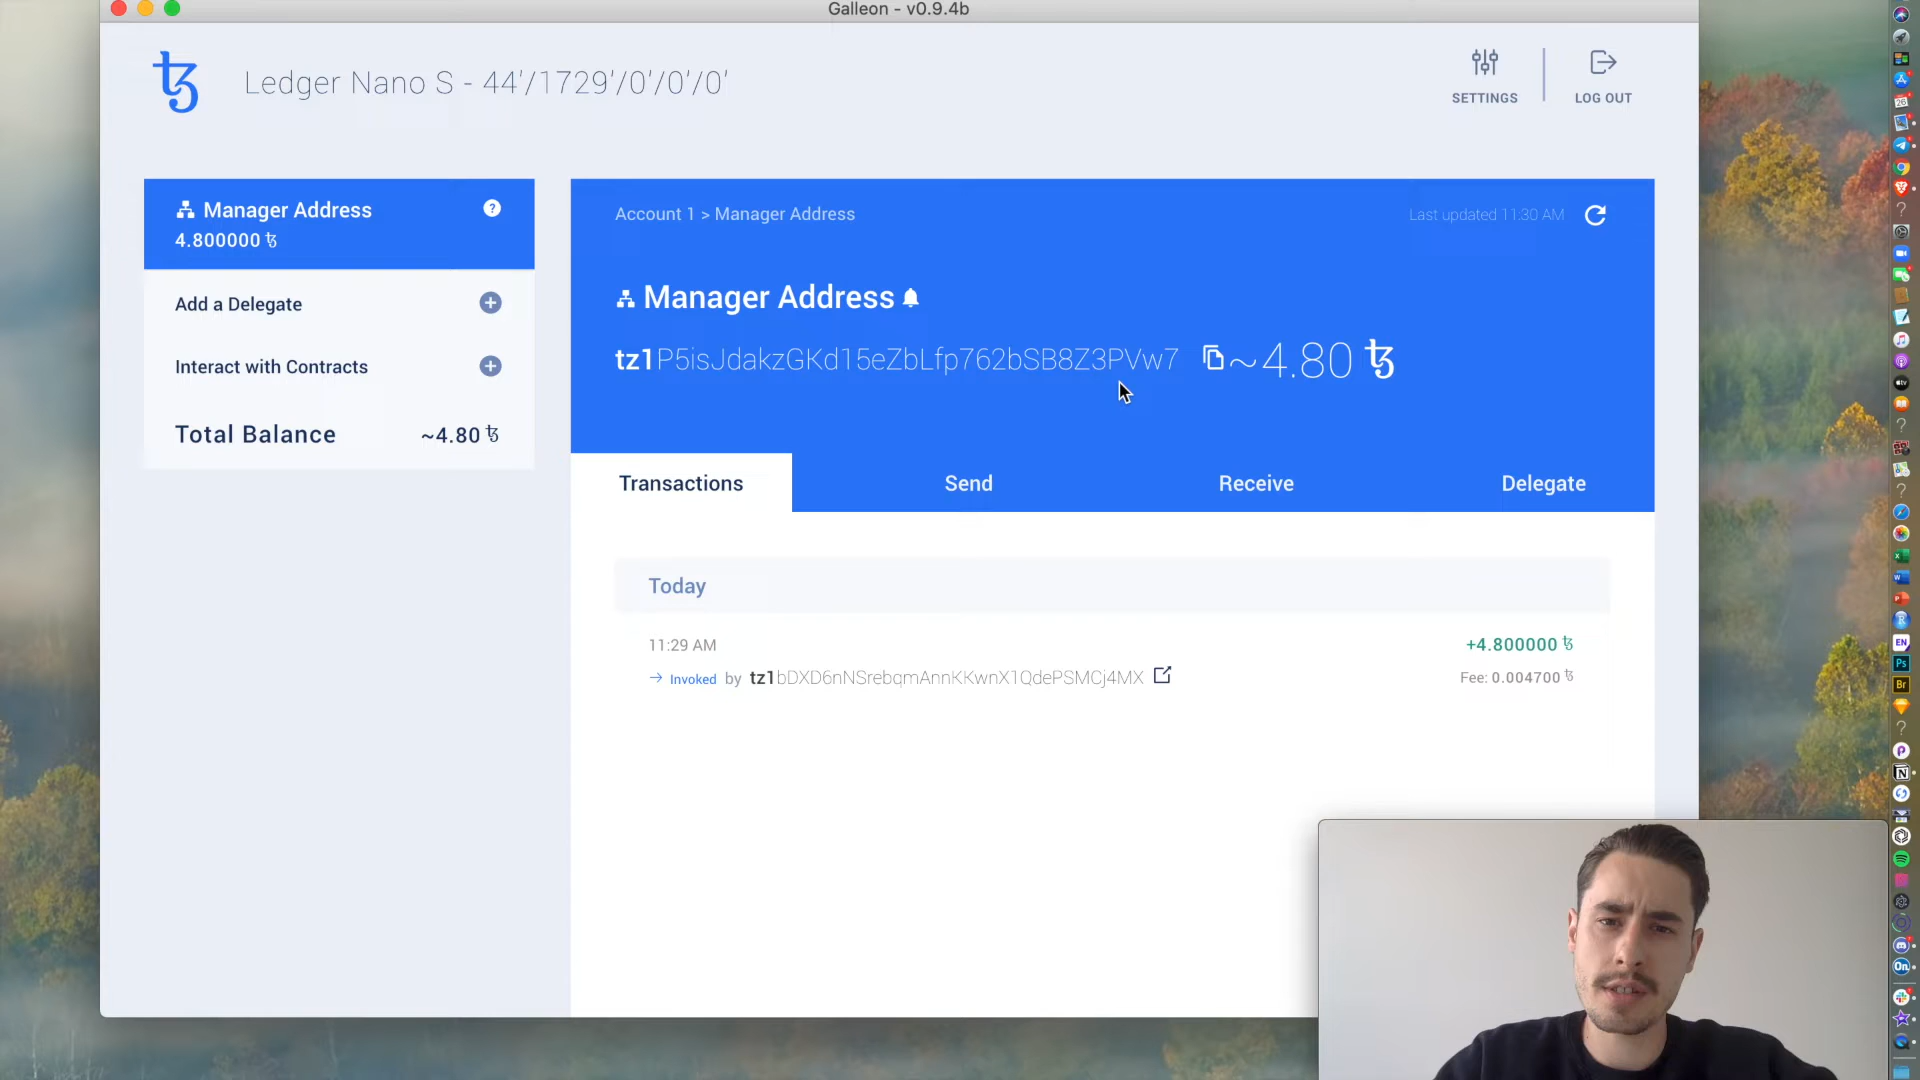 Galleon - v0.9.4b
Ledger Nano S - 44'/1729'/0'/0'/0'
SETTINGS
LOG OUT
Manager Address
4.800000 ꜩ
Add a Delegate
Interact with Contracts
Total Balance ~4.80 ꜩ
Account 1 > Manager Address
Last updated 11:30 AM
Manager Address
tz1P5isJdakzGKd15eZbLfp762bSB8Z3PVw7 ~4.80 ꜩ
Transactions
Send
Receive
Delegate
Today
11:29 AM
+4.800000 ꜩ
Invoked by tz1bDXD6nNSrebqmAnnKKwnX1QdePSMCj4MX
Fee: 0.004700 ꜩ